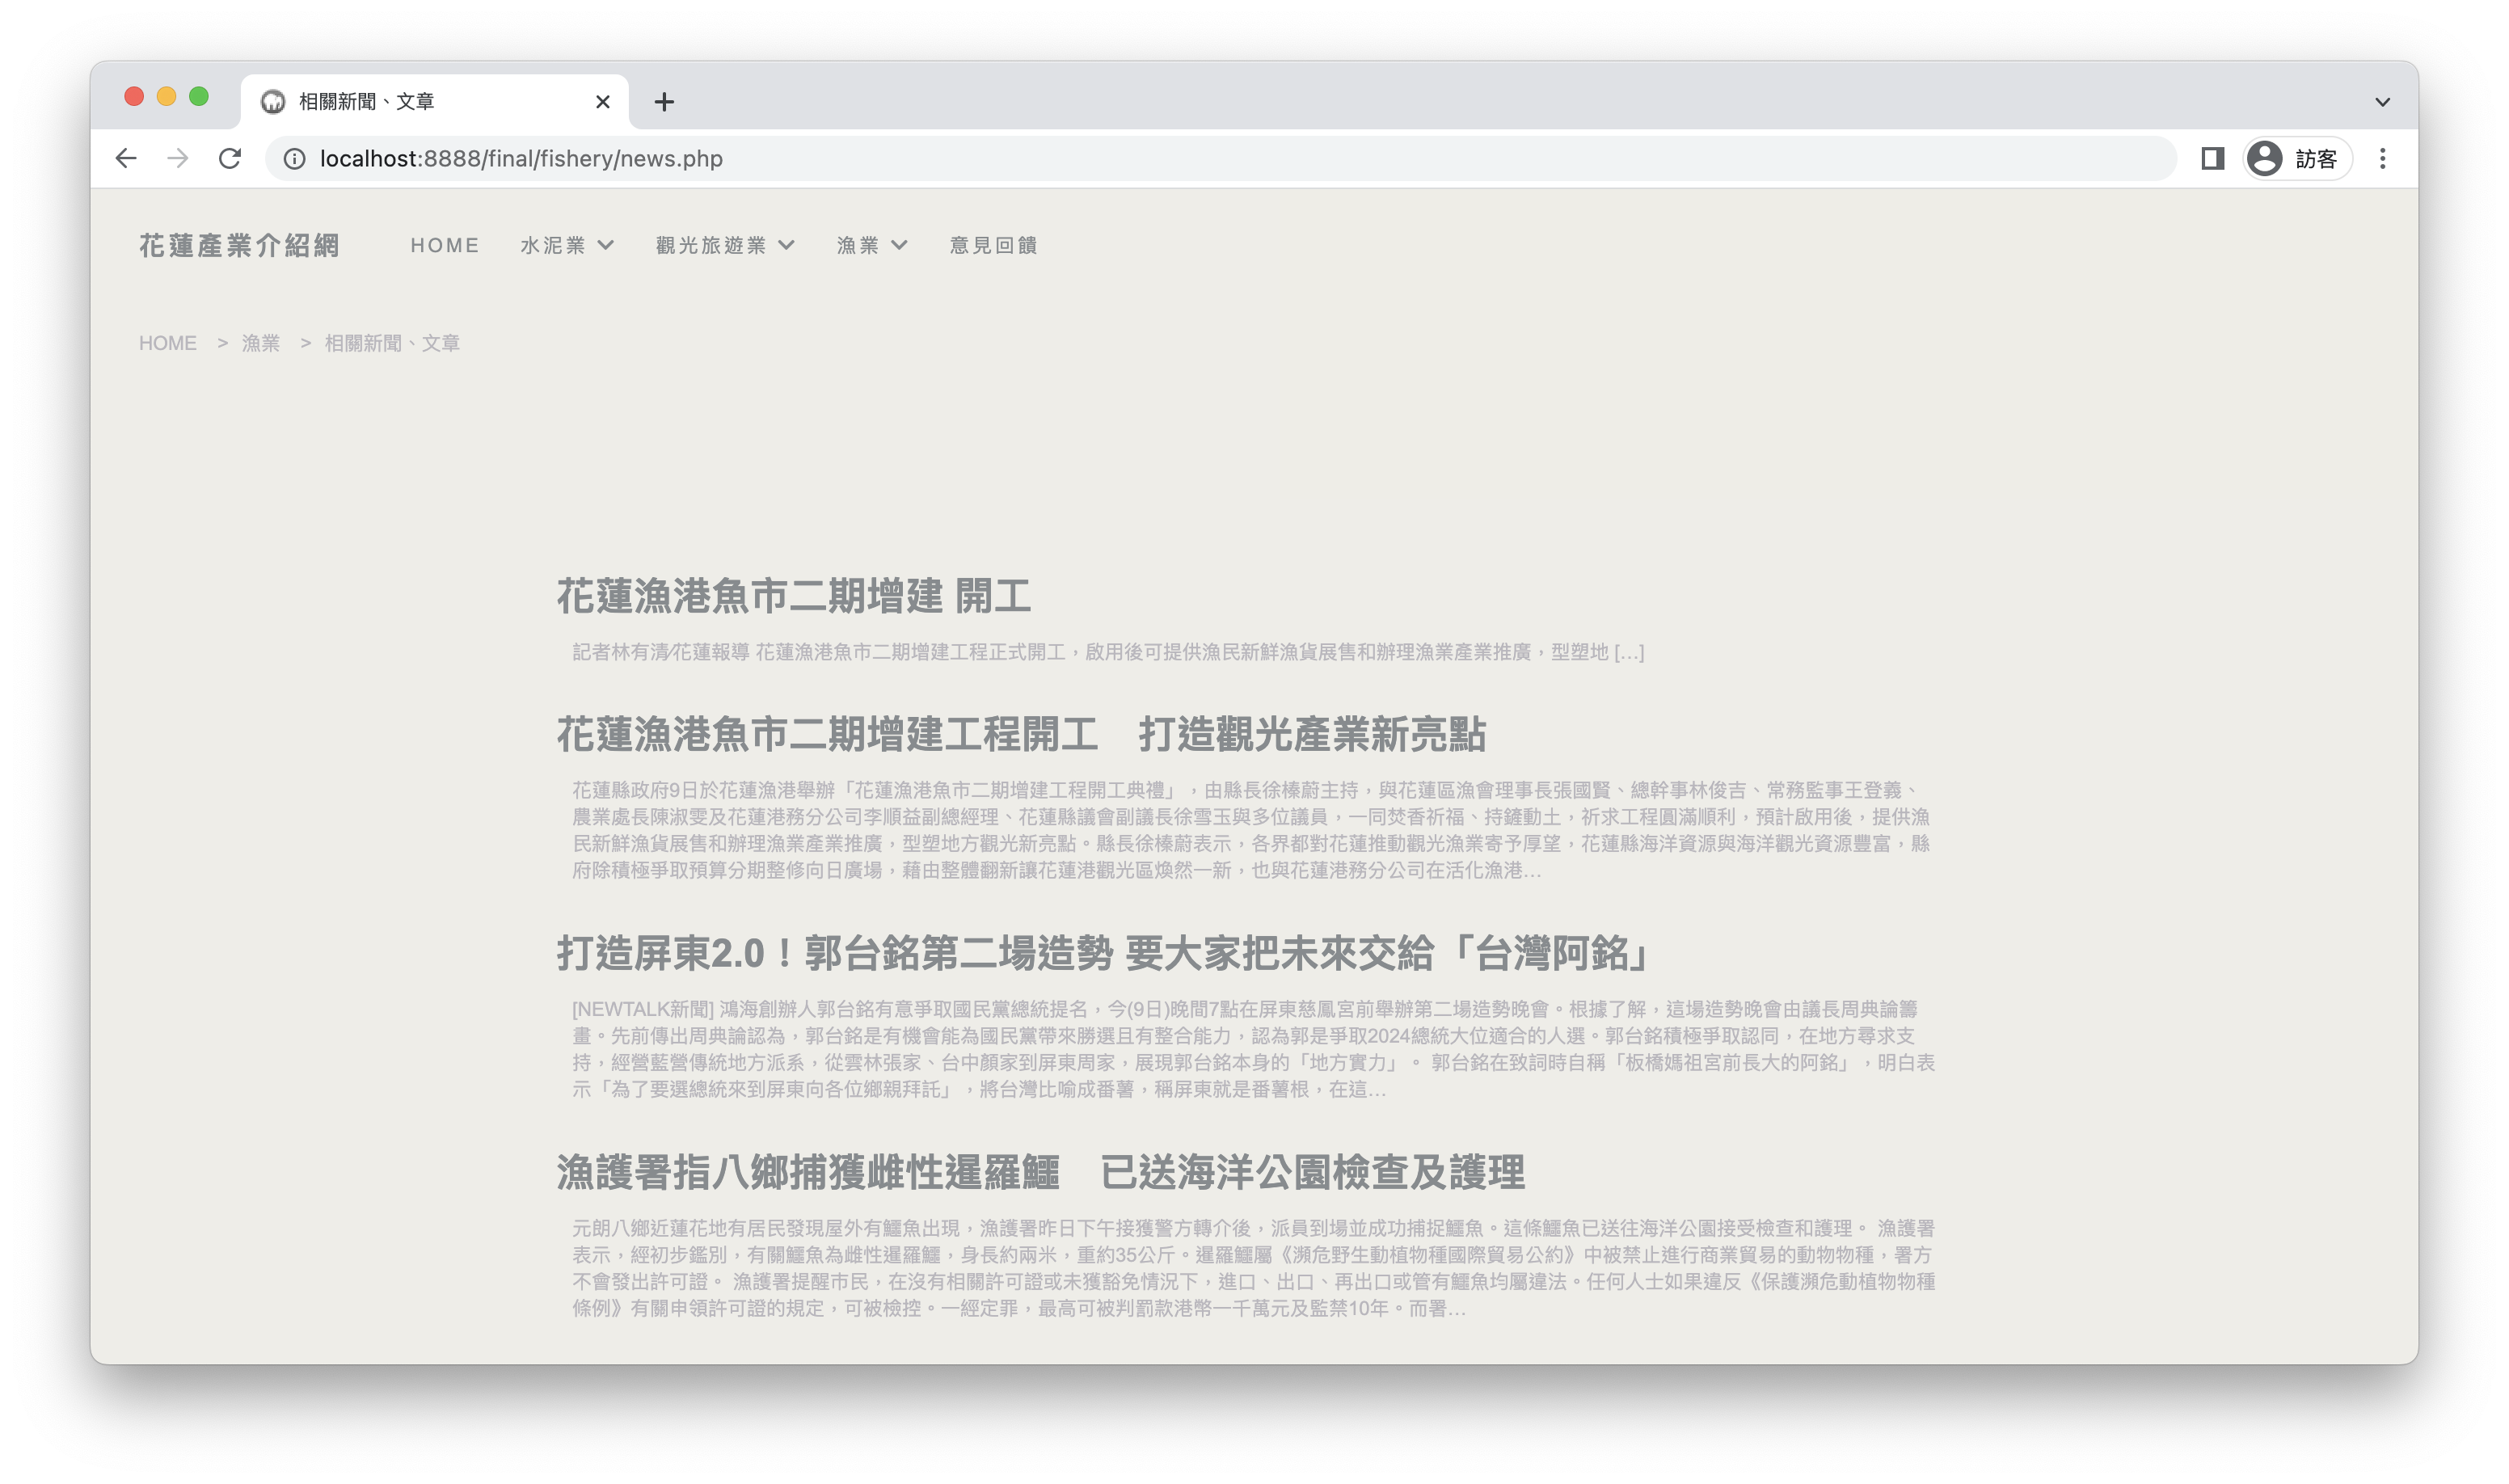 相關新聞、文章
localhost:8888/final/fishery/news.php
訪客
花蓮產業介紹網 HOME 水泥業 觀光旅遊業 漁業 意見回饋
HOME > 漁業 > 相關新聞、文章
花蓮漁港魚市二期增建 開工
記者林有清∕花蓮報導 花蓮漁港魚市二期增建工程正式開工，啟用後可提供漁民新鮮漁貨展售和辦理漁業產業推廣，型塑地 [...]
花蓮漁港魚市二期增建工程開工　打造觀光產業新亮點
花蓮縣政府9日於花蓮漁港舉辦「花蓮漁港魚市二期增建工程開工典禮」，由縣長徐榛蔚主持，與花蓮區漁會理事長張國賢、總幹事林俊吉、常務監事王登義、
農業處長陳淑雯及花蓮港務分公司李順益副總經理、花蓮縣議會副議長徐雪玉與多位議員，一同焚香祈福、持鏟動土，祈求工程圓滿順利，預計啟用後，提供漁
民新鮮漁貨展售和辦理漁業產業推廣，型塑地方觀光新亮點。縣長徐榛蔚表示，各界都對花蓮推動觀光漁業寄予厚望，花蓮縣海洋資源與海洋觀光資源豐富，縣
府除積極爭取預算分期整修向日廣場，藉由整體翻新讓花蓮港觀光區煥然一新，也與花蓮港務分公司在活化漁港...
打造屏東2.0！郭台銘第二場造勢 要大家把未來交給「台灣阿銘」
[NEWTALK新聞] 鴻海創辦人郭台銘有意爭取國民黨總統提名，今(9日)晚間7點在屏東慈鳳宮前舉辦第二場造勢晚會。根據了解，這場造勢晚會由議長周典論籌
畫。先前傳出周典論認為，郭台銘是有機會能為國民黨帶來勝選且有整合能力，認為郭是爭取2024總統大位適合的人選。郭台銘積極爭取認同，在地方尋求支
持，經營藍營傳統地方派系，從雲林張家、台中顏家到屏東周家，展現郭台銘本身的「地方實力」。 郭台銘在致詞時自稱「板橋媽祖宮前長大的阿銘」，明白表
示「為了要選總統來到屏東向各位鄉親拜託」，將台灣比喻成番薯，稱屏東就是番薯根，在這...
漁護署指八鄉捕獲雌性暹羅鱷　已送海洋公園檢查及護理
元朗八鄉近蓮花地有居民發現屋外有鱷魚出現，漁護署昨日下午接獲警方轉介後，派員到場並成功捕捉鱷魚。這條鱷魚已送往海洋公園接受檢查和護理。 漁護署
表示，經初步鑑別，有關鱷魚為雌性暹羅鱷，身長約兩米，重約35公斤。暹羅鱷屬《瀕危野生動植物種國際貿易公約》中被禁止進行商業貿易的動物物種，署方
不會發出許可證。 漁護署提醒市民，在沒有相關許可證或未獲豁免情況下，進口、出口、再出口或管有鱷魚均屬違法。任何人士如果違反《保護瀕危動植物物種
條例》有關申領許可證的規定，可被檢控。一經定罪，最高可被判罰款港幣一千萬元及監禁10年。而署...